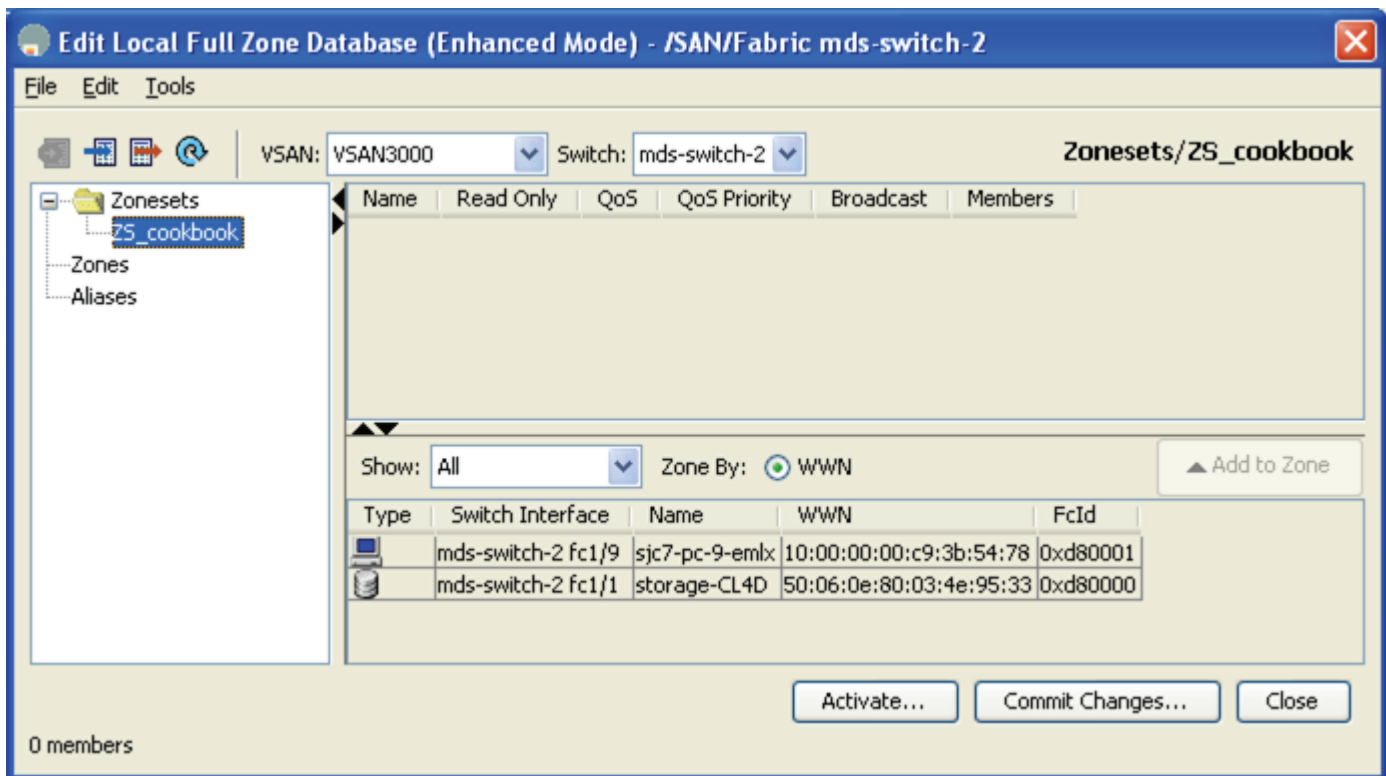 Edit Local Full Zone Database (Enhanced Mode) - /SAN/Fabric mds-switch-2
File Edit Tools
VSAN: VSAN3000 Switch: mds-switch-2 Zonesets/ZS_cookbook
Zonesets
ZS_cookbook
Zones
Aliases
Name Read Only QoS QoS Priority Broadcast Members
Show: All Zone By: WWN Add to Zone
Type Switch Interface Name WWN FcId
mds-switch-2 fc1/9 sjc7-pc-9-emlx 10:00:00:00:c9:3b:54:78 0xd80001
mds-switch-2 fc1/1 storage-CL4D 50:06:0e:80:03:4e:95:33 0xd80000
Activate... Commit Changes... Close
0 members